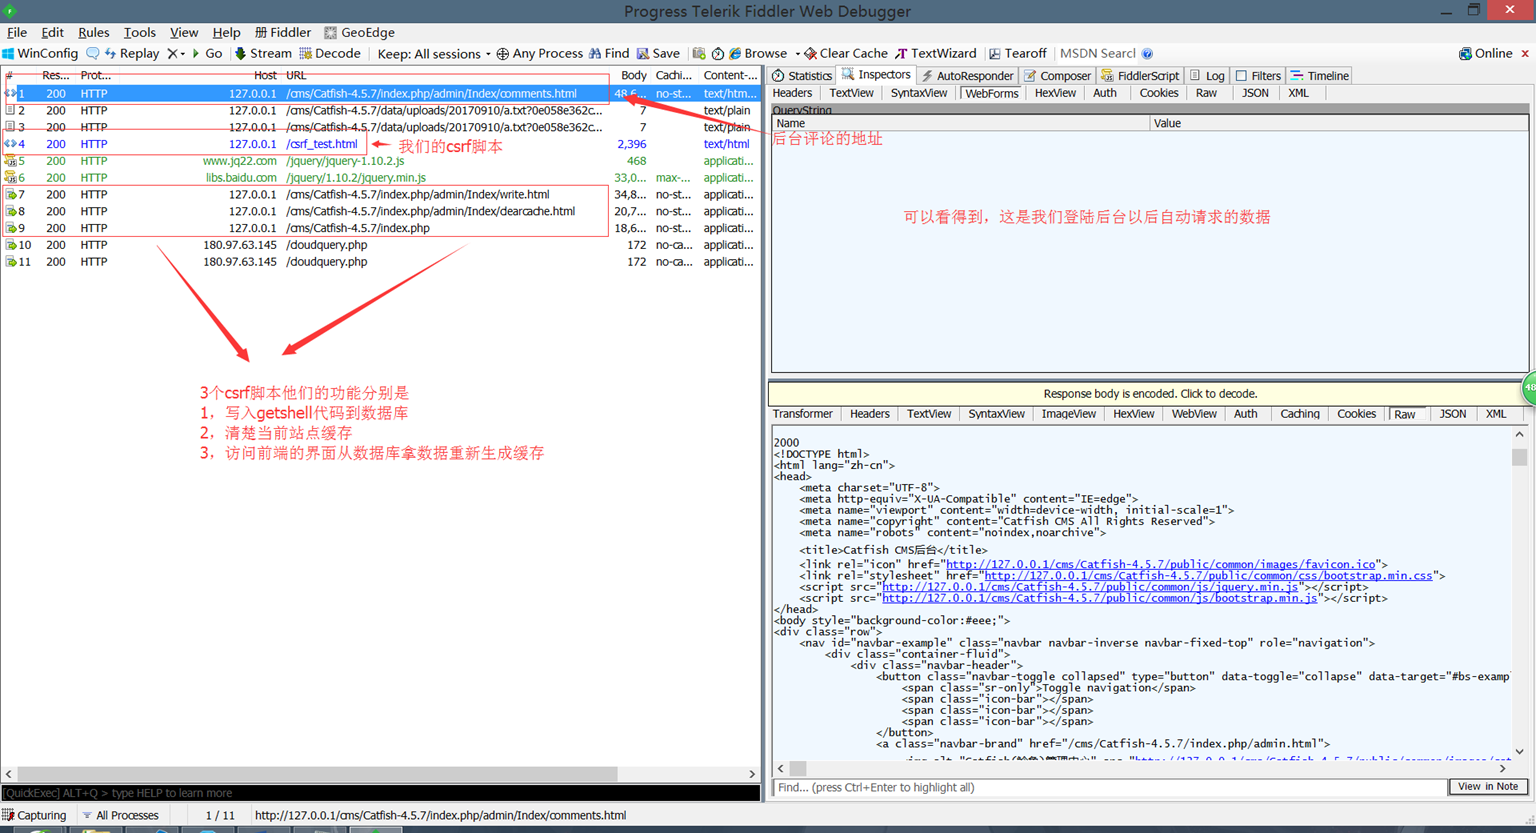 Progress Telerik Fiddler Web Debugger
File Edit Rules Tools View Help Fiddler GeoEdge
WinConfig Replay Go Stream Decode Keep: All sessions Any Process Find Save Browse Clear Cache TextWizard Tearoff MSDN Searcl Online
# Res... Prot... Host URL Body Cachi... Content-...
1 200 HTTP 127.0.0.1 /cms/Catfish-4.5.7/index.php/admin/Index/comments.html 48,6... no-st... text/htm...
2 200 HTTP 127.0.0.1 /cms/Catfish-4.5.7/data/uploads/20170910/a.txt?0e058e362c... 7 text/plain
3 200 HTTP 127.0.0.1 /cms/Catfish-4.5.7/data/uploads/20170910/a.txt?0e058e362c... 7 text/plain
4 200 HTTP 127.0.0.1 /csrf_test.html 2,396 text/html
我们的csrf脚本
5 200 HTTP www.jq22.com /jquery/jquery-1.10.2.js 468 applicati...
6 200 HTTP libs.baidu.com /jquery/1.10.2/jquery.min.js 33,0... max-... applicati...
7 200 HTTP 127.0.0.1 /cms/Catfish-4.5.7/index.php/admin/Index/write.html 34,8... no-st... applicati...
8 200 HTTP 127.0.0.1 /cms/Catfish-4.5.7/index.php/admin/Index/clearcache.html 20,7... no-st... applicati...
9 200 HTTP 127.0.0.1 /cms/Catfish-4.5.7/index.php 18,6... no-st... applicati...
10 200 HTTP 180.97.63.145 /cloudquery.php 172 no-ca... applicati...
11 200 HTTP 180.97.63.145 /cloudquery.php 172 no-ca... applicati...
3个csrf脚本他们的功能分别是
1，写入getshell代码到数据库
2，清楚当前站点缓存
3，访问前端的界面从数据库拿数据重新生成缓存
Statistics Inspectors AutoResponder Composer FiddlerScript Log Filters Timeline
Headers TextView SyntaxView WebForms HexView Auth Cookies Raw JSON XML
QueryString
Name Value
后台评论的地址
可以看得到，这是我们登陆后台以后自动请求的数据
48
Response body is encoded. Click to decode.
Transformer Headers TextView SyntaxView ImageView HexView WebView Auth Caching Cookies Raw JSON XML
2000
<!DOCTYPE html>
<html lang="zh-cn">
<head>
<meta charset="UTF-8">
<meta http-equiv="X-UA-Compatible" content="IE=edge">
<meta name="viewport" content="width=device-width, initial-scale=1">
<meta name="copyright" content="Catfish CMS All Rights Reserved">
<meta name="robots" content="noindex,noarchive">
<title>Catfish CMS后台</title>
<link rel="icon" href="http://127.0.0.1/cms/Catfish-4.5.7/public/common/images/favicon.ico">
<link rel="stylesheet" href="http://127.0.0.1/cms/Catfish-4.5.7/public/common/css/bootstrap.min.css">
<script src="http://127.0.0.1/cms/Catfish-4.5.7/public/common/js/jquery.min.js"></script>
<script src="http://127.0.0.1/cms/Catfish-4.5.7/public/common/js/bootstrap.min.js"></script>
</head>
<body style="background-color:#eee;">
<div class="row">
<nav id="navbar-example" class="navbar navbar-inverse navbar-fixed-top" role="navigation">
<div class="container-fluid">
<div class="navbar-header">
<button class="navbar-toggle collapsed" type="button" data-toggle="collapse" data-target="#bs-examp
<span class="sr-only">Toggle navigation</span>
<span class="icon-bar"></span>
<span class="icon-bar"></span>
<span class="icon-bar"></span>
</button>
<a class="navbar-brand" href="/cms/Catfish-4.5.7/index.php/admin.html">
Find... (press Ctrl+Enter to highlight all) View in Note
[QuickExec] ALT+Q > type HELP to learn more
Capturing All Processes 1 / 11 http://127.0.0.1/cms/Catfish-4.5.7/index.php/admin/Index/comments.html